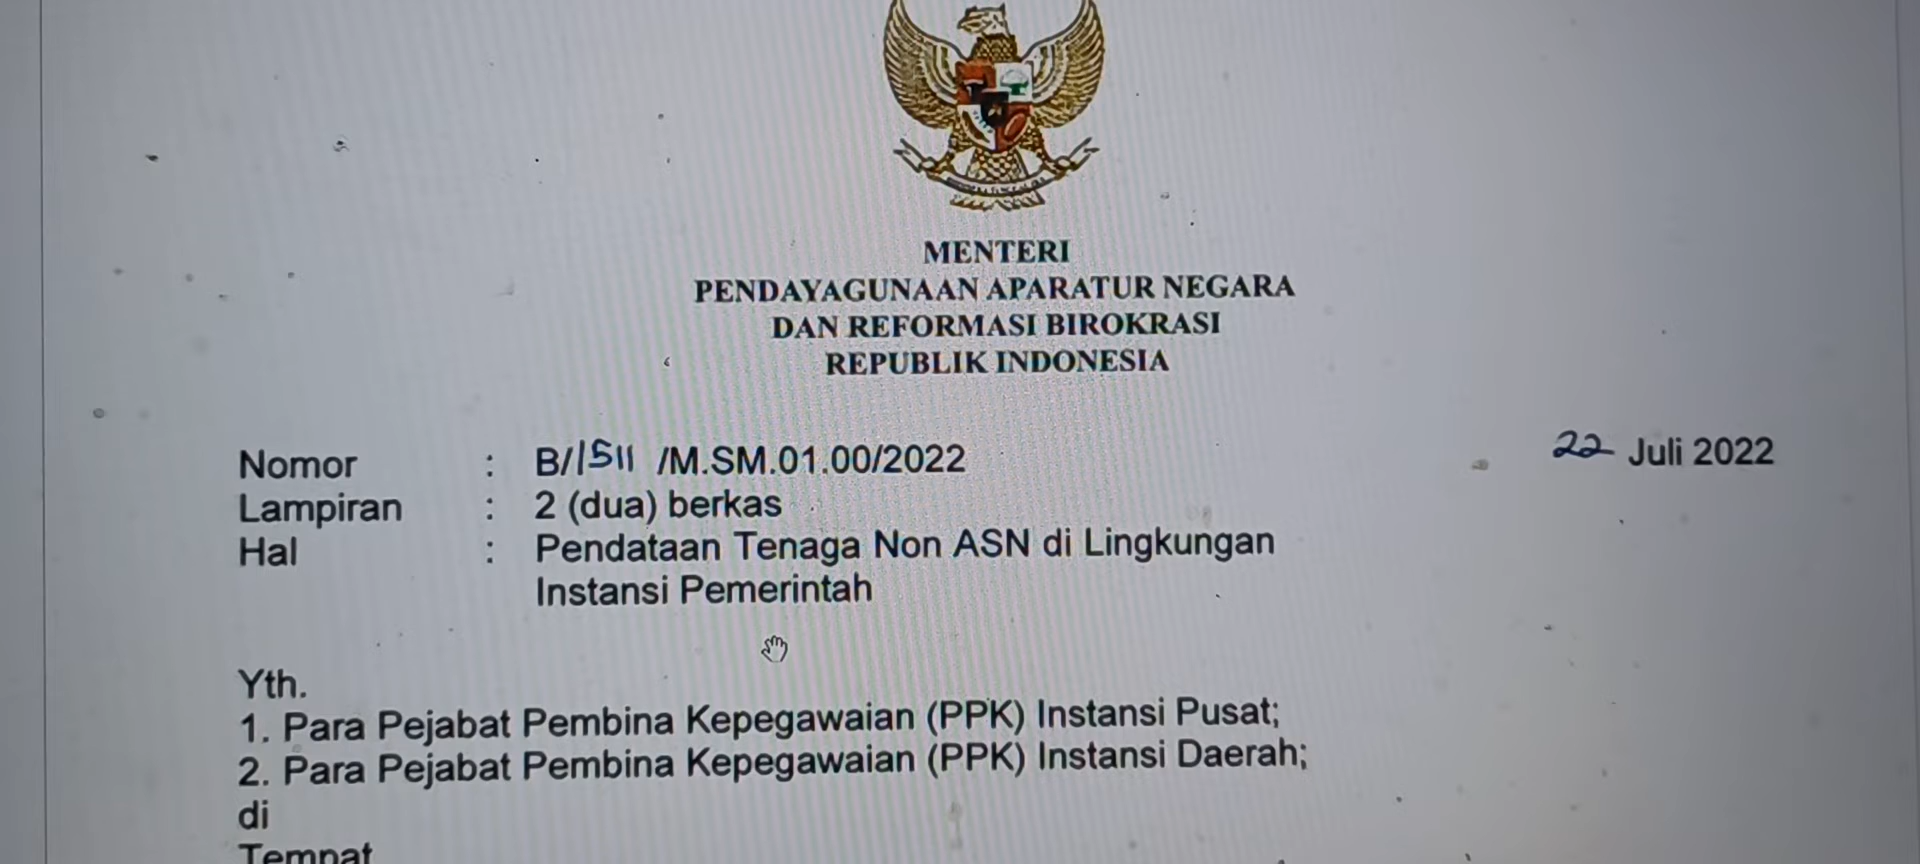 MENTERI
PENDAYAGUNAAN APARATUR NEGARA
DAN REFORMASI BIROKRASI
REPUBLIK INDONESIA
Nomor : B/1511 /M.SM.01.00/2022 22 Juli 2022
Lampiran : 2 (dua) berkas
Hal : Pendataan Tenaga Non ASN di Lingkungan
Instansi Pemerintah
Yth.
1. Para Pejabat Pembina Kepegawaian (PPK) Instansi Pusat;
2. Para Pejabat Pembina Kepegawaian (PPK) Instansi Daerah;
di
Tempat